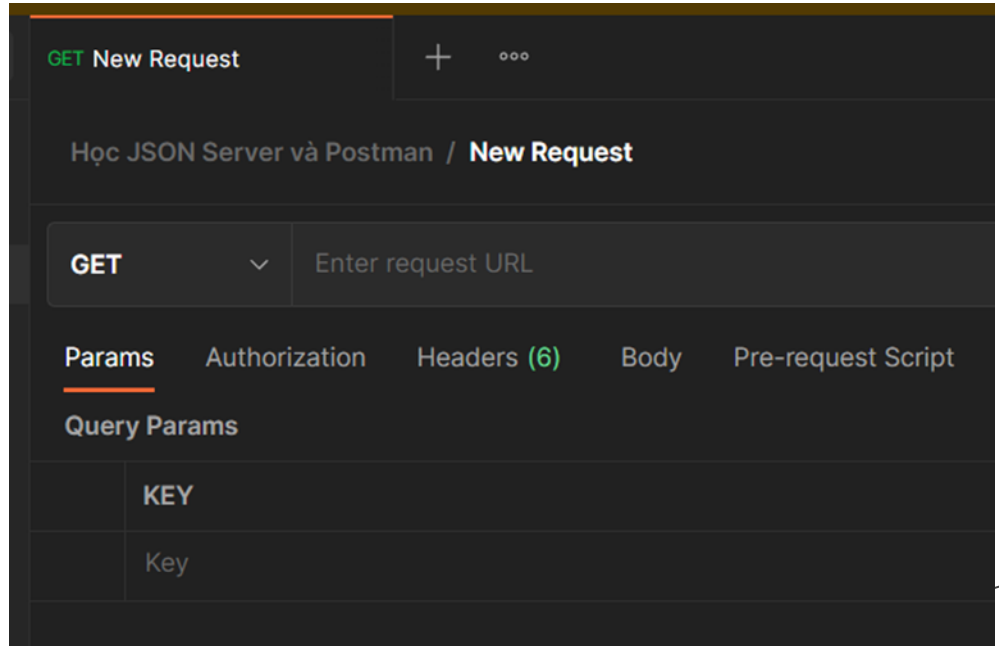 GET New Request
Học JSON Server và Postman / New Request
GET Enter request URL
Params Authorization Headers (6) Body Pre-request Script
Query Params
KEY
Key